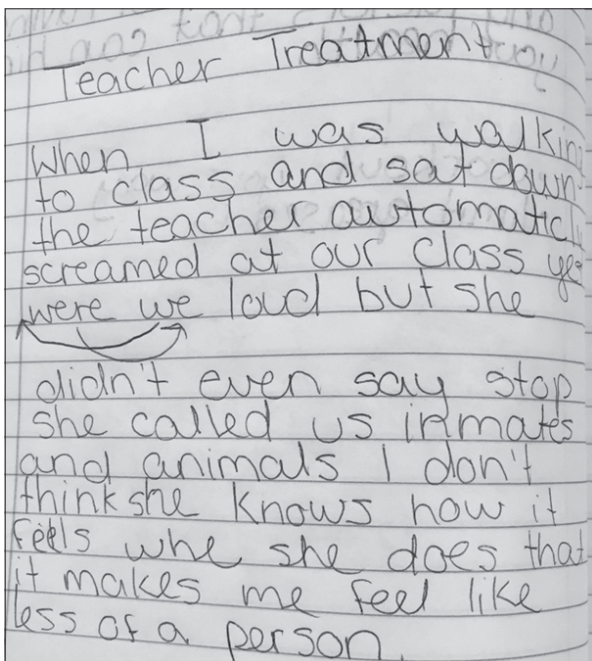 Teacher Treatment
When I was walkin
to class and sat down
the teacher automaticl
screamed at our class yes
were we loud but she
didn't even say stop
she called us inmates
and animals I don't
think she knows how it
feels whe she does that
it makes me feel like
less of a person.